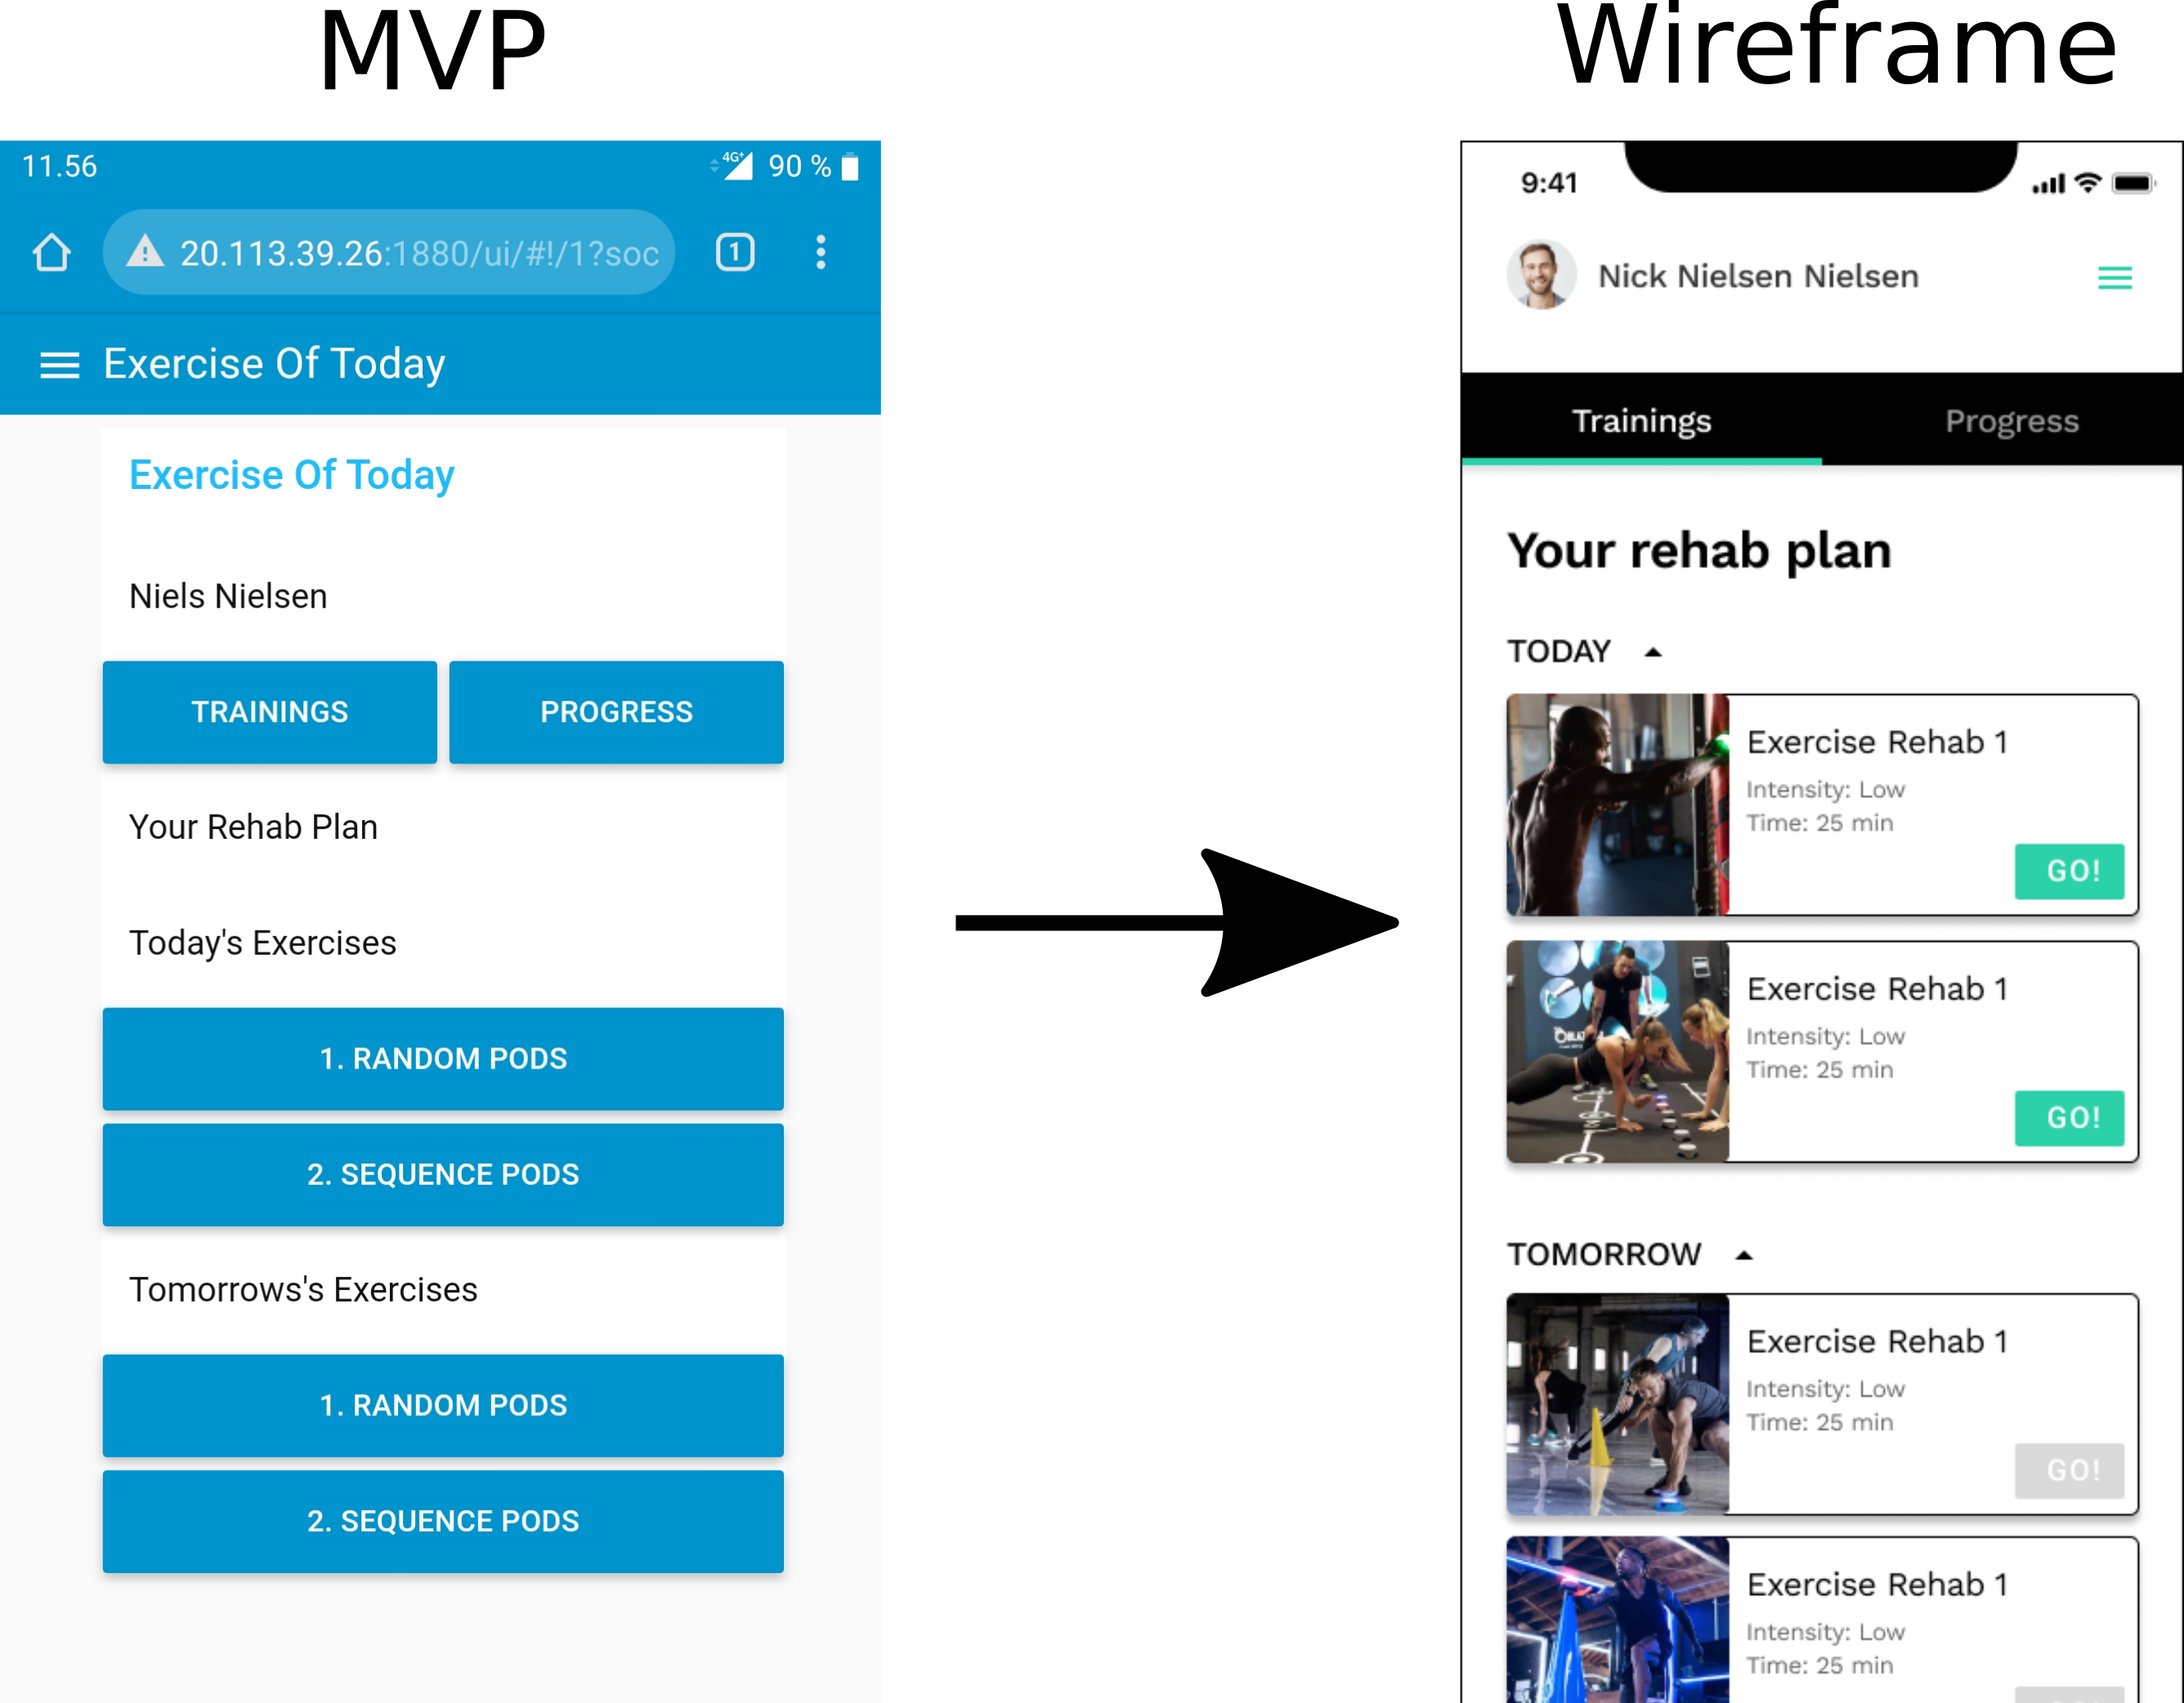 MVP
Wireframe
11.56
4G+
90 %
20.113.39.26:1880/ui/#!/1?soc
1
Exercise Of Today
Exercise Of Today
Niels Nielsen
TRAININGS
PROGRESS
Your Rehab Plan
Today's Exercises
1. RANDOM PODS
2. SEQUENCE PODS
Tomorrows's Exercises
1. RANDOM PODS
2. SEQUENCE PODS
9:41
Nick Nielsen Nielsen
Trainings
Progress
Your rehab plan
TODAY
Exercise Rehab 1
Intensity: Low
Time: 25 min
GO!
Exercise Rehab 1
Intensity: Low
Time: 25 min
GO!
TOMORROW
Exercise Rehab 1
Intensity: Low
Time: 25 min
GO!
Exercise Rehab 1
Intensity: Low
Time: 25 min